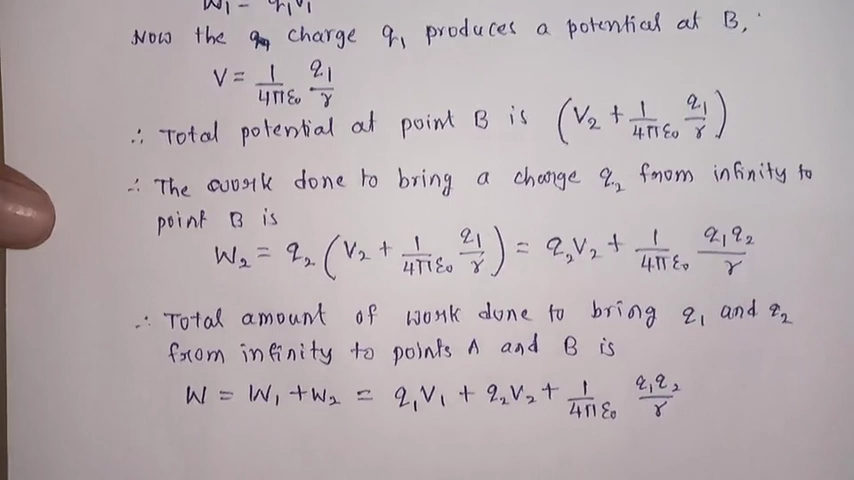 W₁ = q₁V₁
Now the charge q₁ produces a potential at B,
V = 1/4πε₀ q₁/r
∴ Total potential at point B is (V₂ + 1/4πε₀ q₁/r)
∴ The work done to bring a charge q₂ from infinity to
point B is
W₂ = q₂ (V₂ + 1/4πε₀ q₁/r) = q₂V₂ + 1/4πε₀ q₁q₂/r
∴ Total amount of work done to bring q₁ and q₂
from infinity to points A and B is
W = W₁ + W₂ = q₁V₁ + q₂V₂ + 1/4πε₀ q₁q₂/r